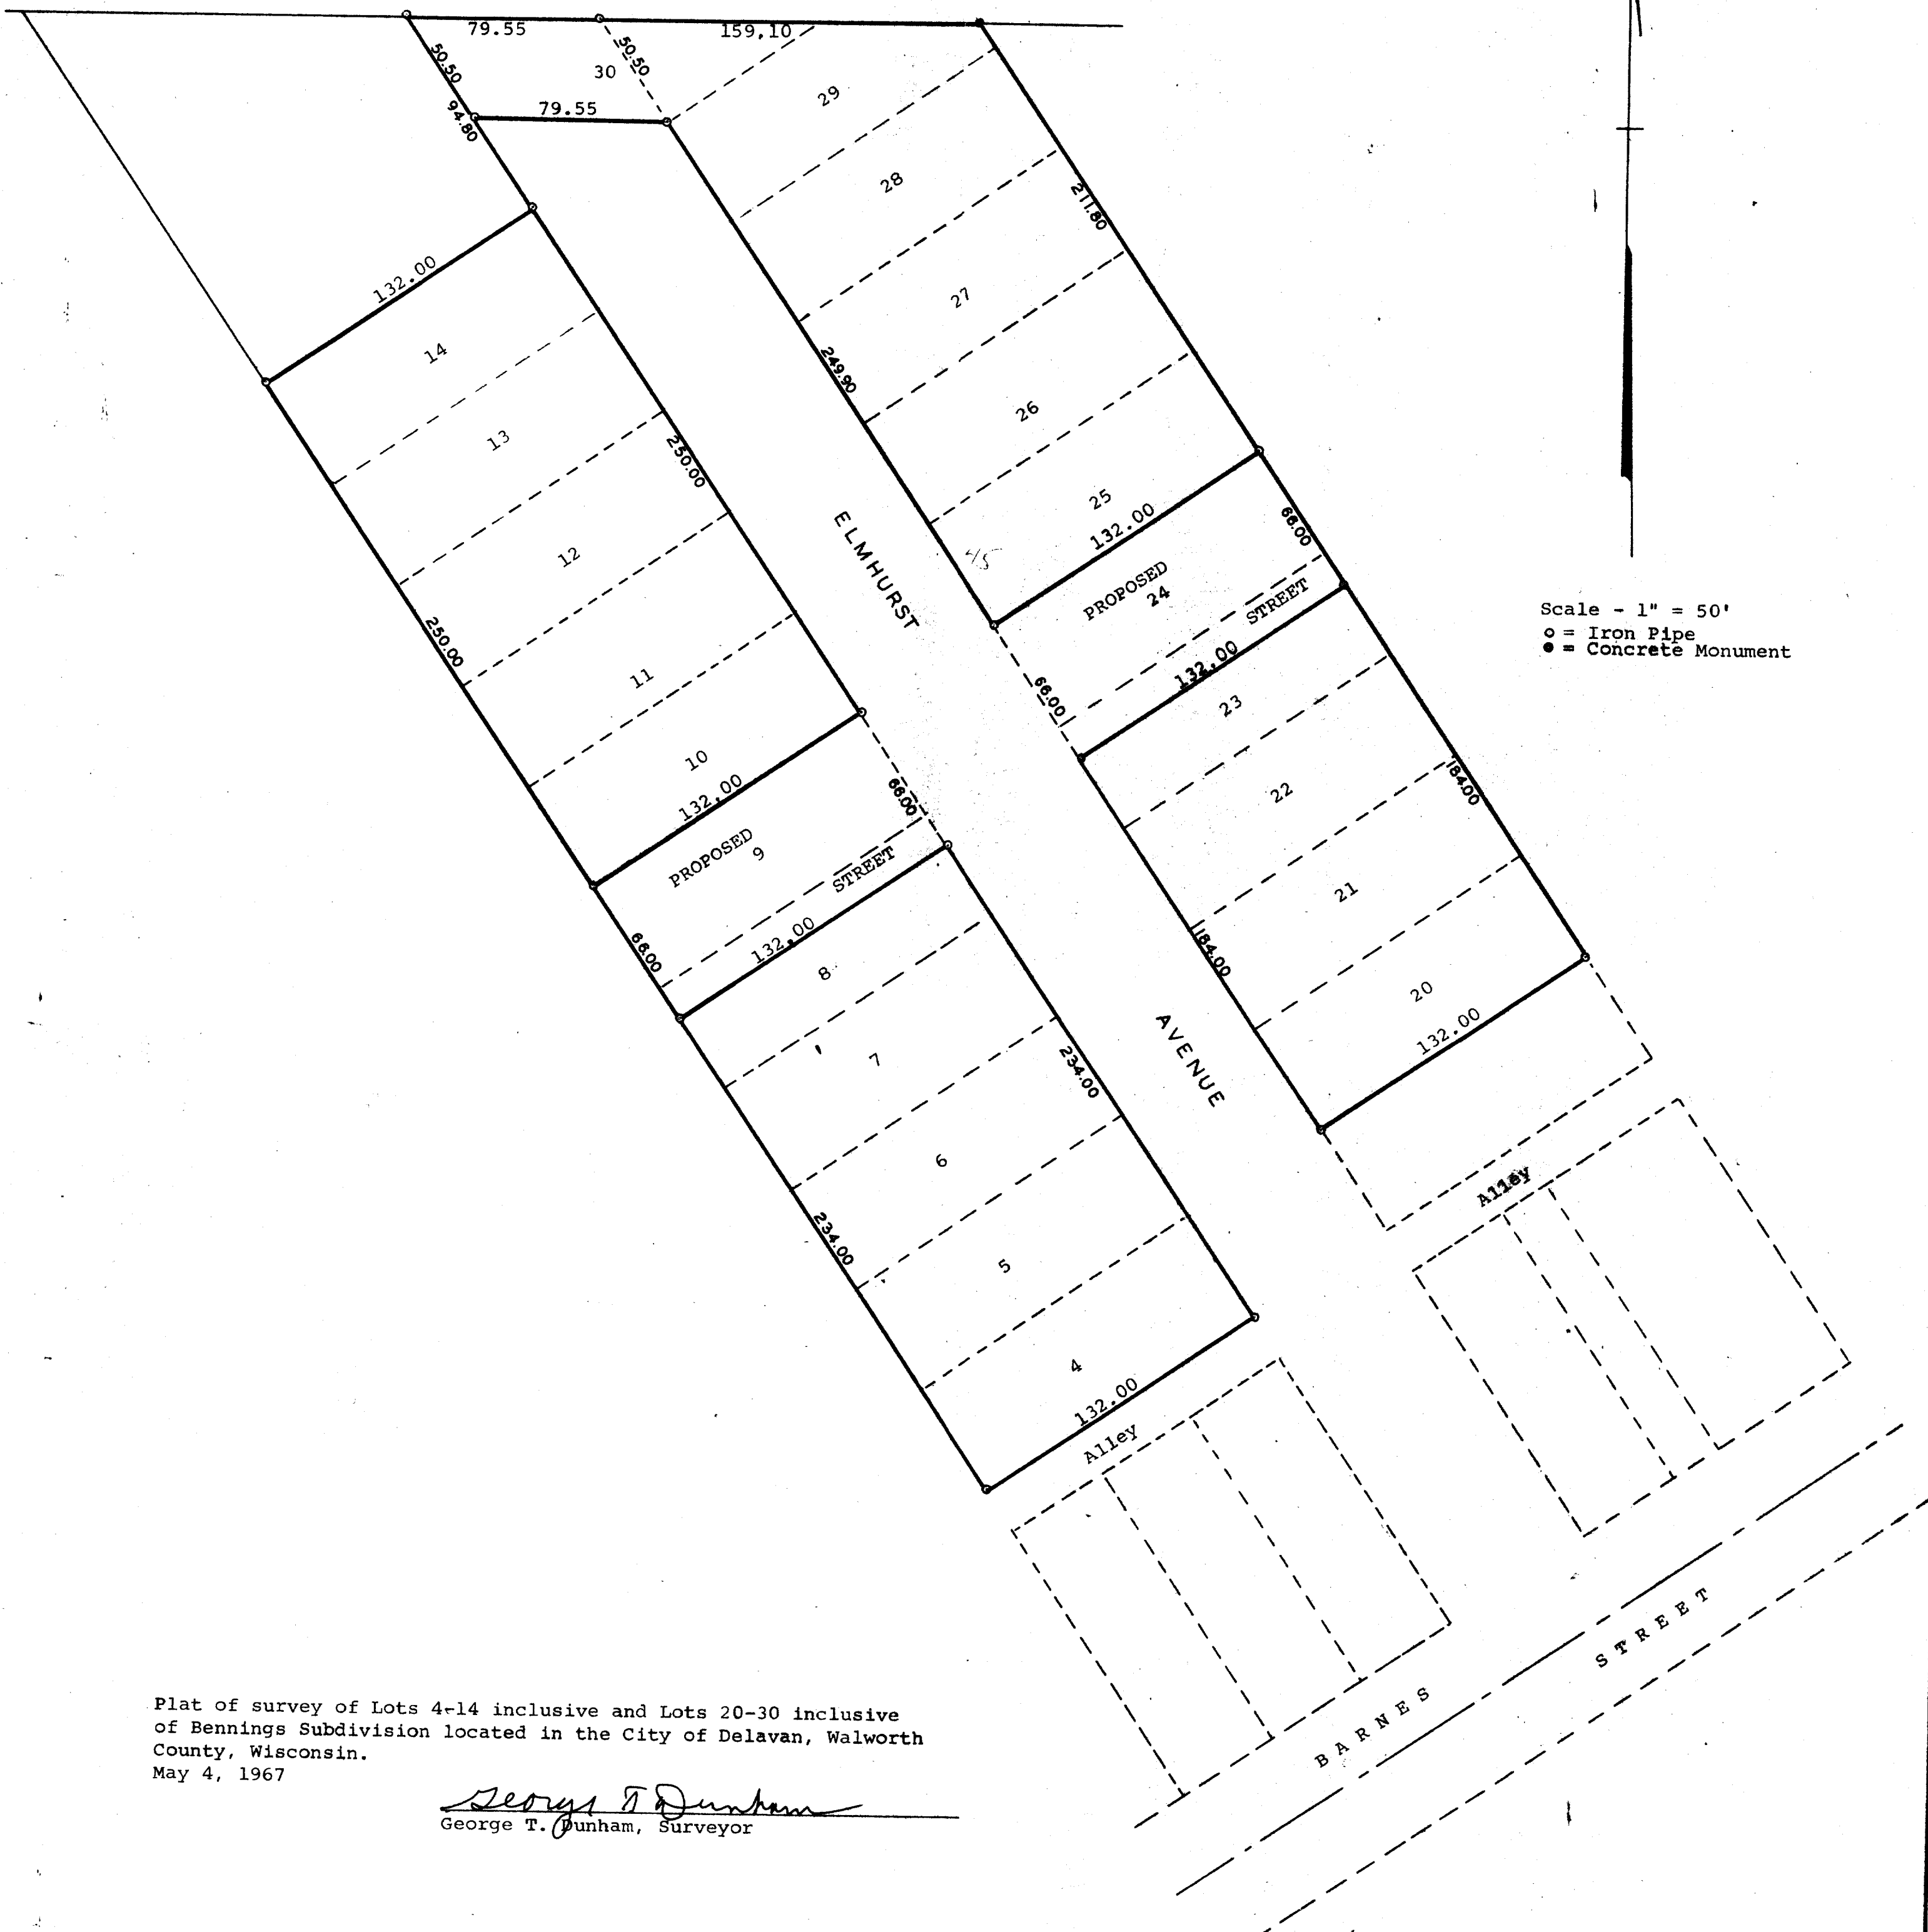 79.55
159.10
50.50
50.50
30
94.80
79.55
29
28
211.80
132.00
14
27
249.90
13
250.00
26
25
132.00
ELMHURST
45
66.00
12
PROPOSED
24
STREET
Scale - 1" = 50'
o = Iron Pipe
● = Concrete Monument
250.00
11
66.00
132.00
23
10
132.00
66.00
22
184.00
PROPOSED
9
STREET
21
66.00
132.00
184.00
8
20
132.00
7
234.00
AVENUE
6
Alley
234.00
5
4
132.00
Alley
BARNES STREET
Plat of survey of Lots 4-14 inclusive and Lots 20-30 inclusive
of Bennings Subdivision located in the City of Delavan, Walworth
County, Wisconsin.
May 4, 1967
George T Dunham
George T. Dunham, Surveyor